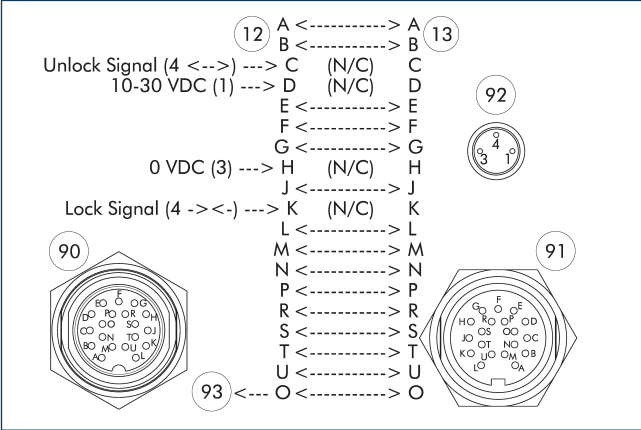 12 A <-----------> A 13
B <-----------> B
Unlock Signal (4 <-->) ---> C (N/C) C
10-30 VDC (1) ---> D (N/C) D
E <-----------> E
F <-----------> F
G <-----------> G
0 VDC (3) ---> H (N/C) H
J <-----------> J
Lock Signal (4 -><-) ---> K (N/C) K
L <-----------> L
M <-----------> M
N <-----------> N
P <-----------> P
R <-----------> R
S <-----------> S
T <-----------> T
U <-----------> U
93 <--- O <-----------> O
92
4
3 1
90
F
E G
D P R H
C O S J
B N T K
M U
A L
91
F
G E
H R P D
J S O C
K T N B
U M
L A